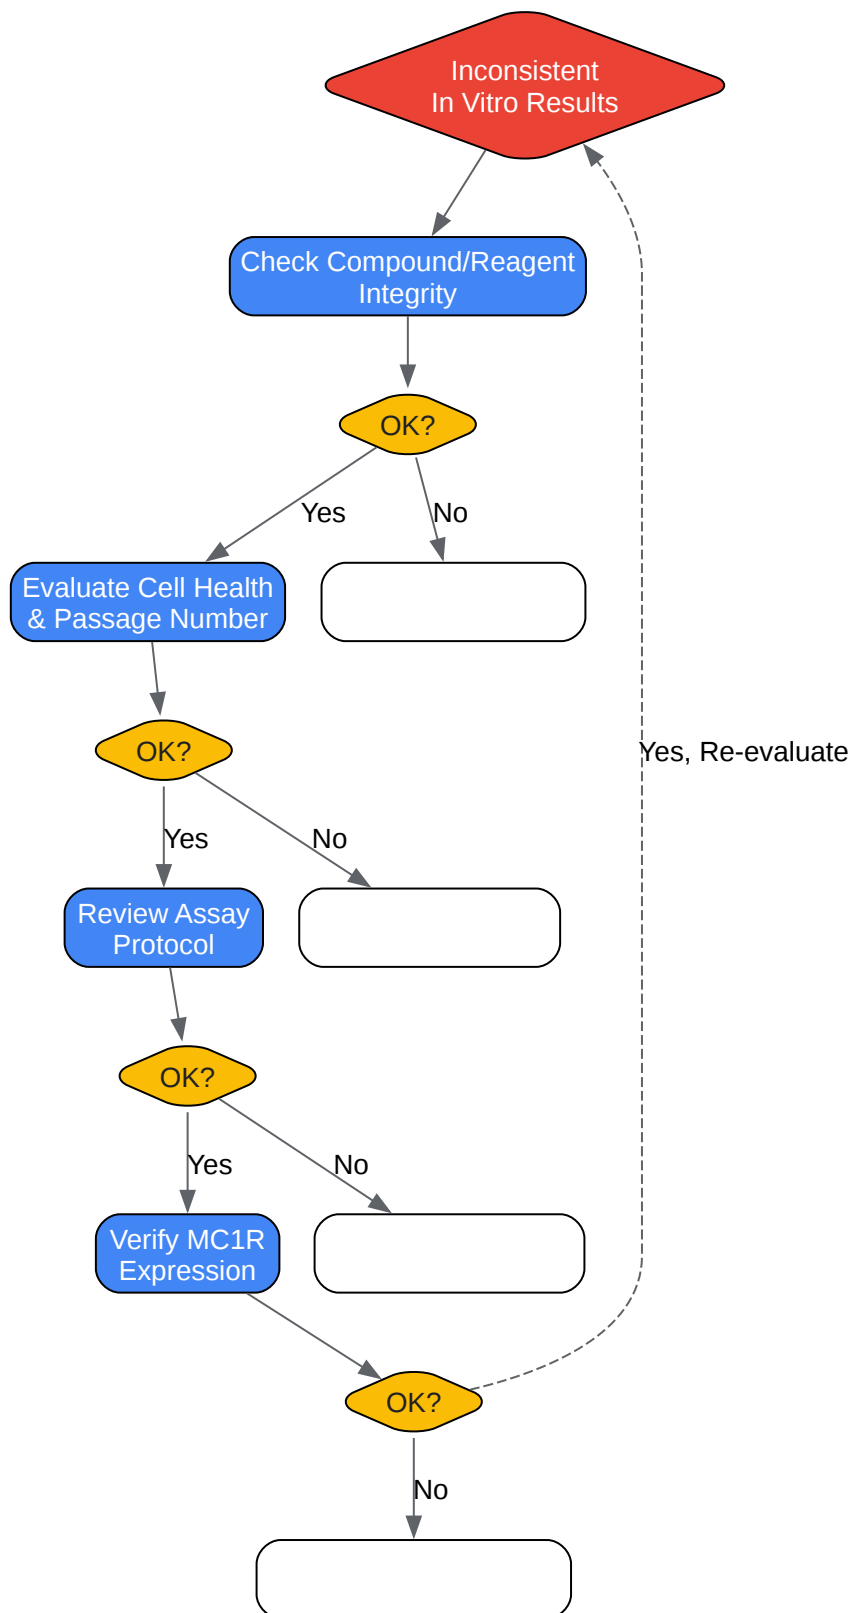 Inconsistent
In Vitro Results
Check Compound/Reagent
Integrity
OK?
Yes
No
Evaluate Cell Health
& Passage Number
OK?
Yes, Re-evaluate
Yes
No
Review Assay
Protocol
OK?
Yes
No
Verify MC1R
Expression
OK?
No